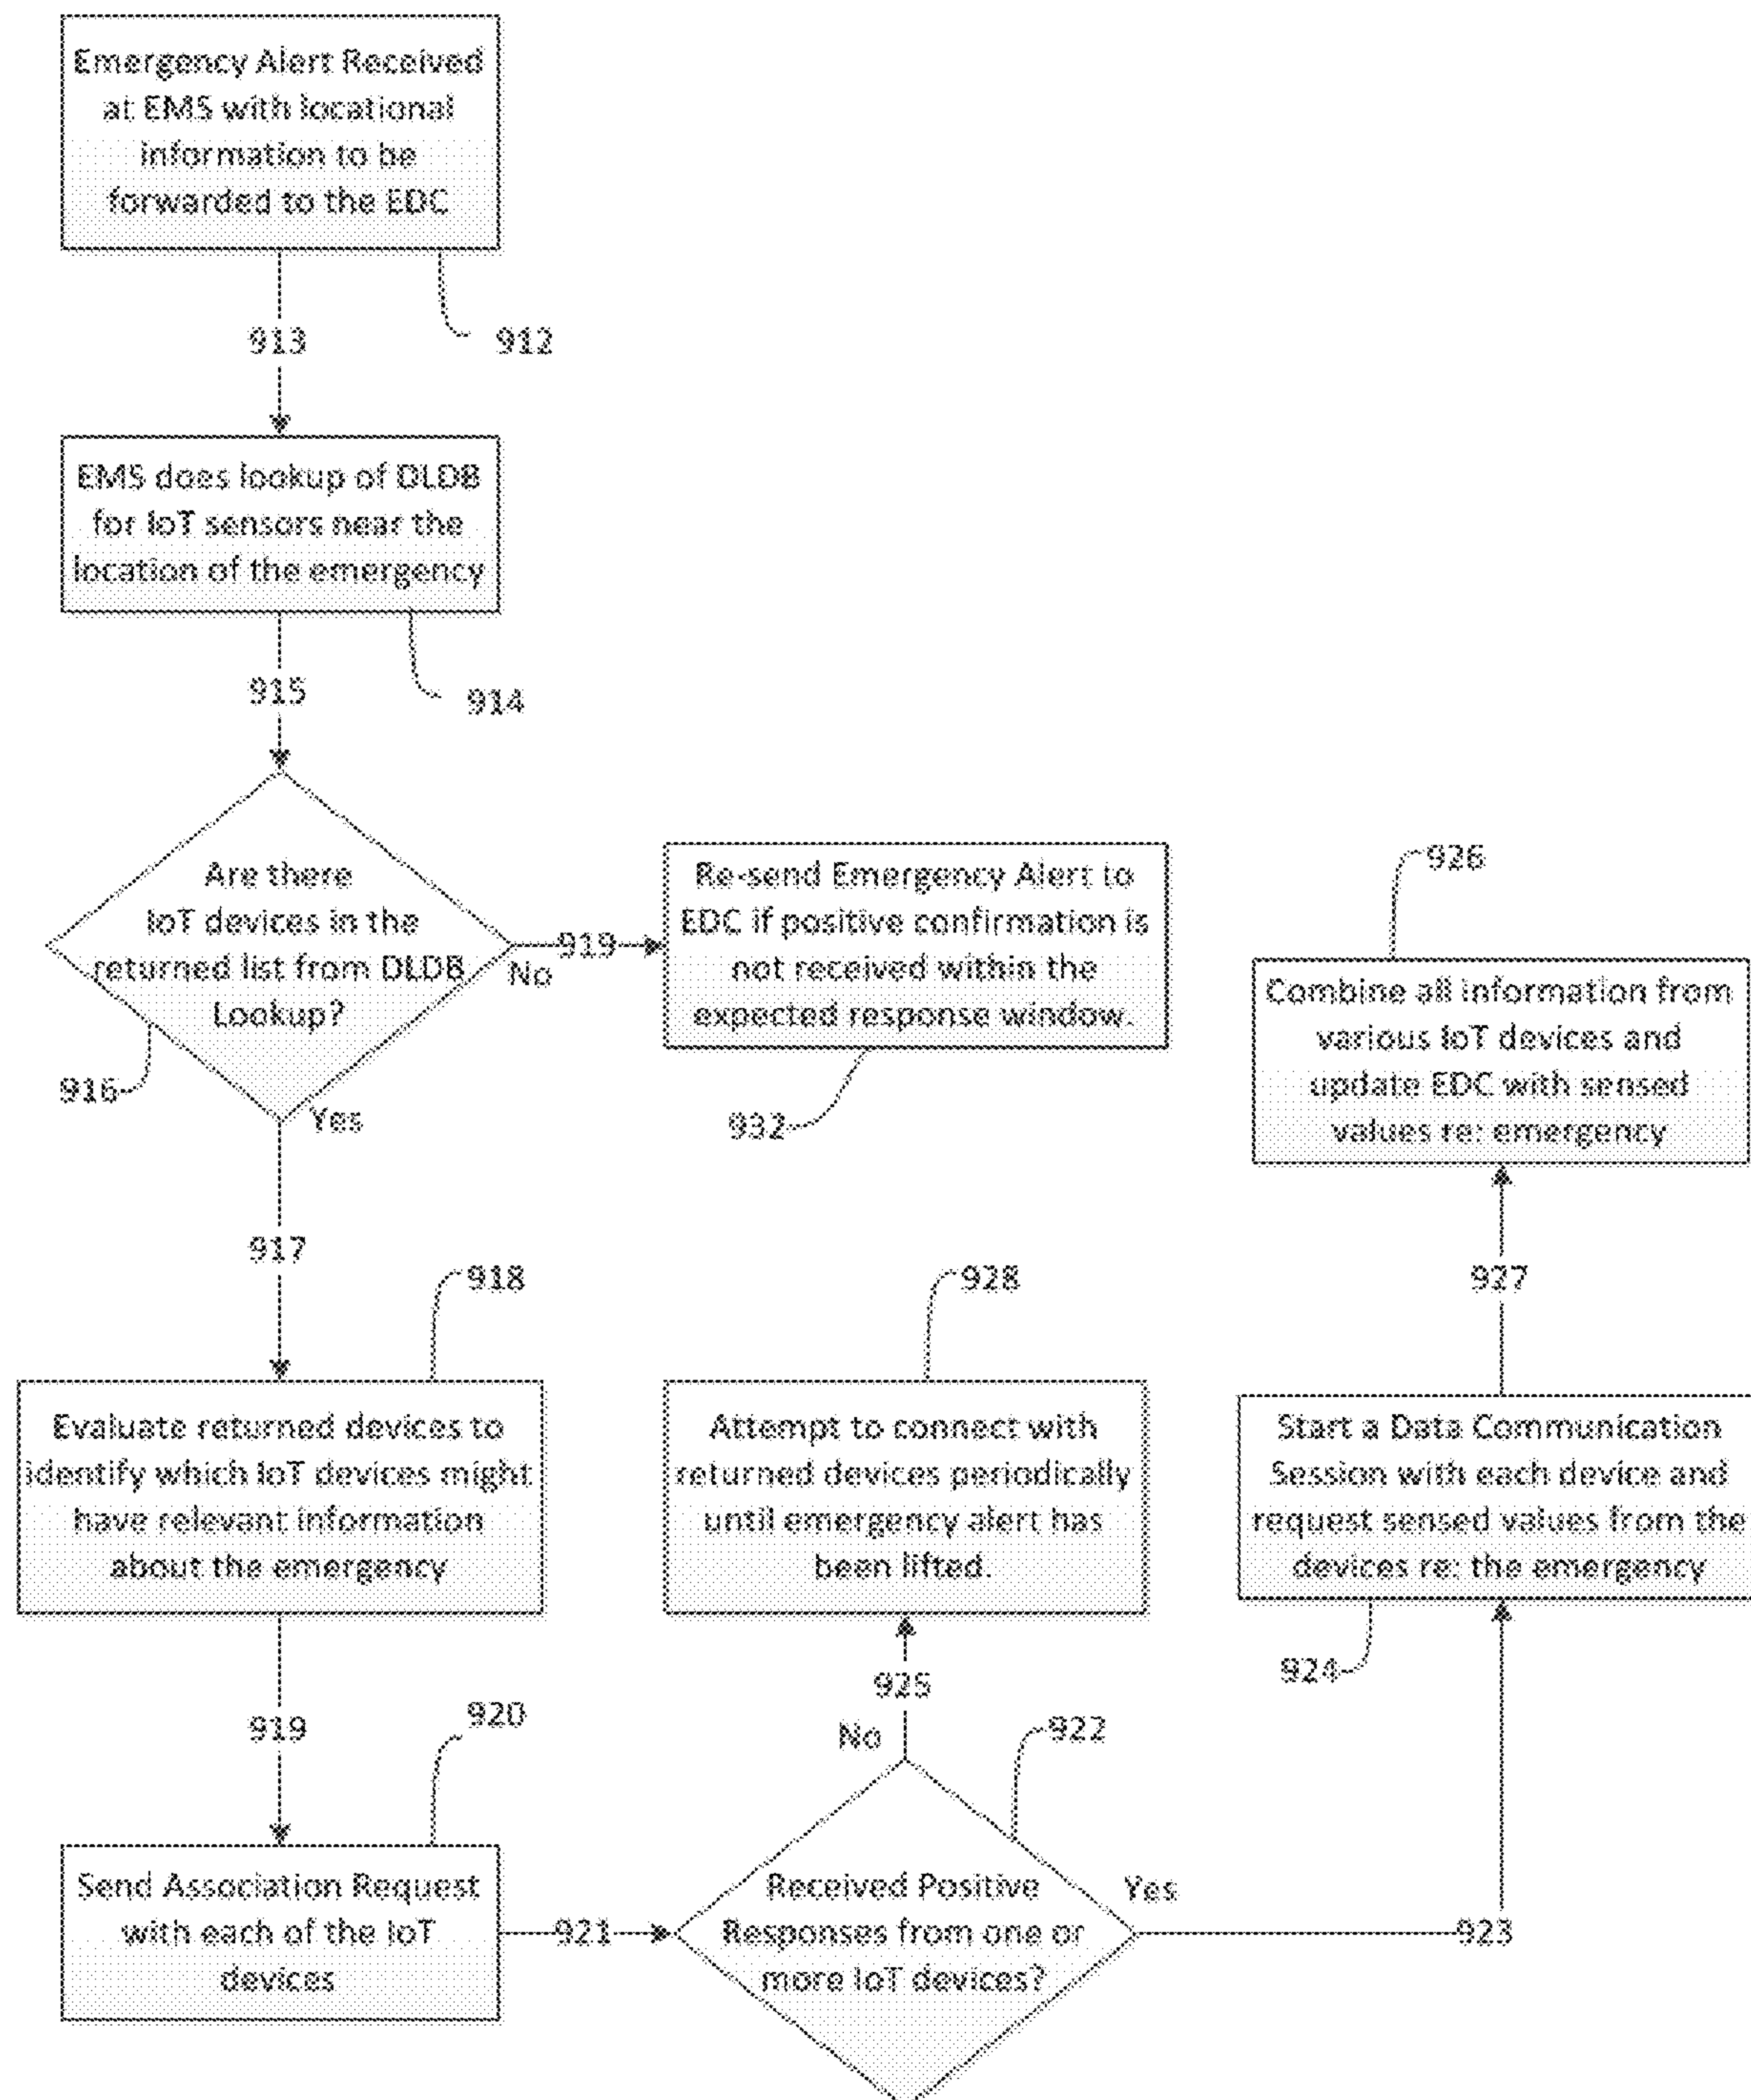 Emergency Alert Received
at EMS with locational
information to be
forwarded to the EDC
913
912
EMS does lookup of DLDB
for IoT sensors near the
location of the emergency
915
914
Are there
IoT devices in the
returned list from DLDB
Lookup?
916
Yes
919
No
Re-send Emergency Alert to
EDC if positive confirmation is
not received within the
expected response window.
932
926
Combine all information from
various IoT devices and
update EDC with sensed
values re: emergency
917
918
928
927
Evaluate returned devices to
identify which IoT devices might
have relevant information
about the emergency
Attempt to connect with
returned devices periodically
until emergency alert has
been lifted.
Start a Data Communication
Session with each device and
request sensed values from the
devices re: the emergency
924
919
920
925
No
922
Send Association Request
with each of the IoT
devices
921
Received Positive
Responses from one or
more IoT devices?
Yes
923